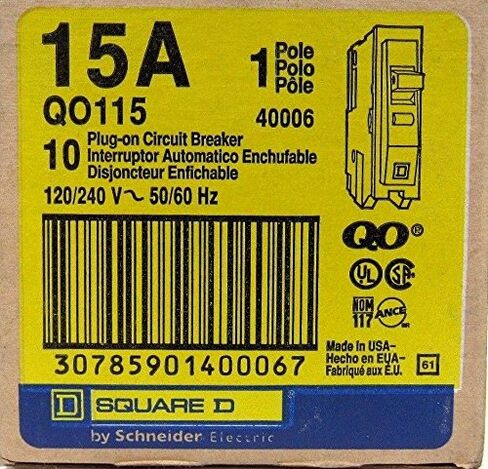 15A
1 Pole
Polo
Pôle
QO115
40006
10 Plug-on Circuit Breaker
Interruptor Automatico Enchufable
Disjoncteur Enfichable
120/240 V~ 50/60 Hz
QO®
UL SA
NOM
117 ANCE
30785901400067
Made in USA-
Hecho en EUA-
Fabriqué aux É.U.
61
D SQUARE D
by Schneider Electric